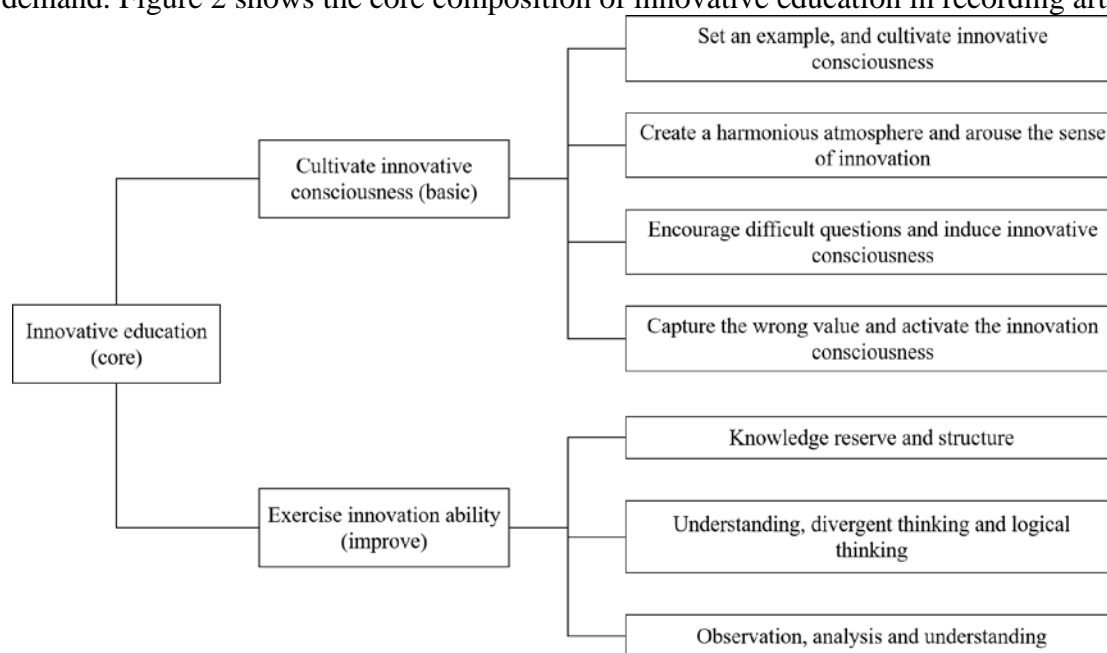 demand. Figure 2 shows the core composition of innovative education in recording art
Set an example, and cultivate innovative
consciousness
Create a harmonious atmosphere and arouse the sense
of innovation
Cultivate innovative
consciousness (basic)
Encourage difficult questions and induce innovative
consciousness
Innovative education
(core)
Capture the wrong value and activate the innovation
consciousness
Knowledge reserve and structure
Exercise innovation ability
(improve)
Understanding, divergent thinking and logical
thinking
Observation, analysis and understanding